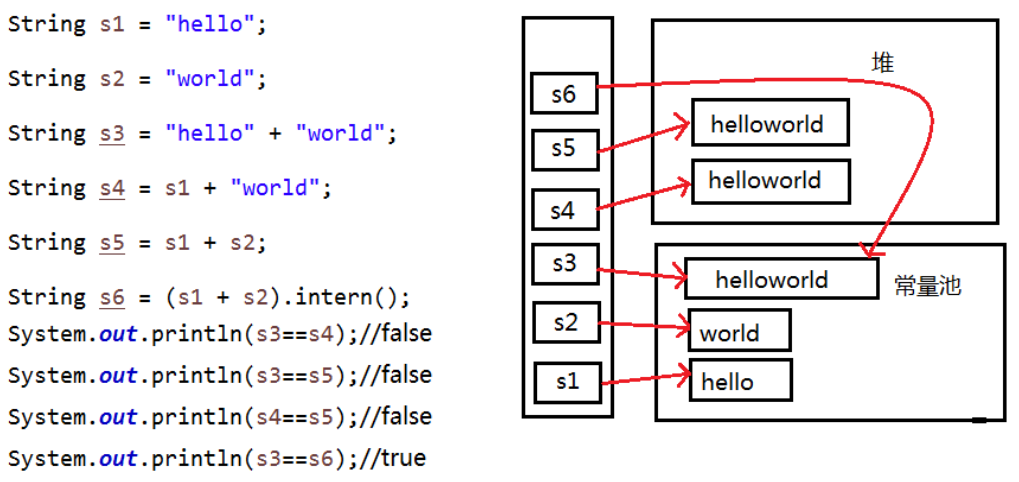 String s1 = "hello";
String s2 = "world";
String s3 = "hello" + "world";
String s4 = s1 + "world";
String s5 = s1 + s2;
String s6 = (s1 + s2).intern();
System.out.println(s3==s4);//false
System.out.println(s3==s5);//false
System.out.println(s4==s5);//false
System.out.println(s3==s6);//true
s6
s5
s4
s3
s2
s1
堆
helloworld
helloworld
helloworld
常量池
world
hello